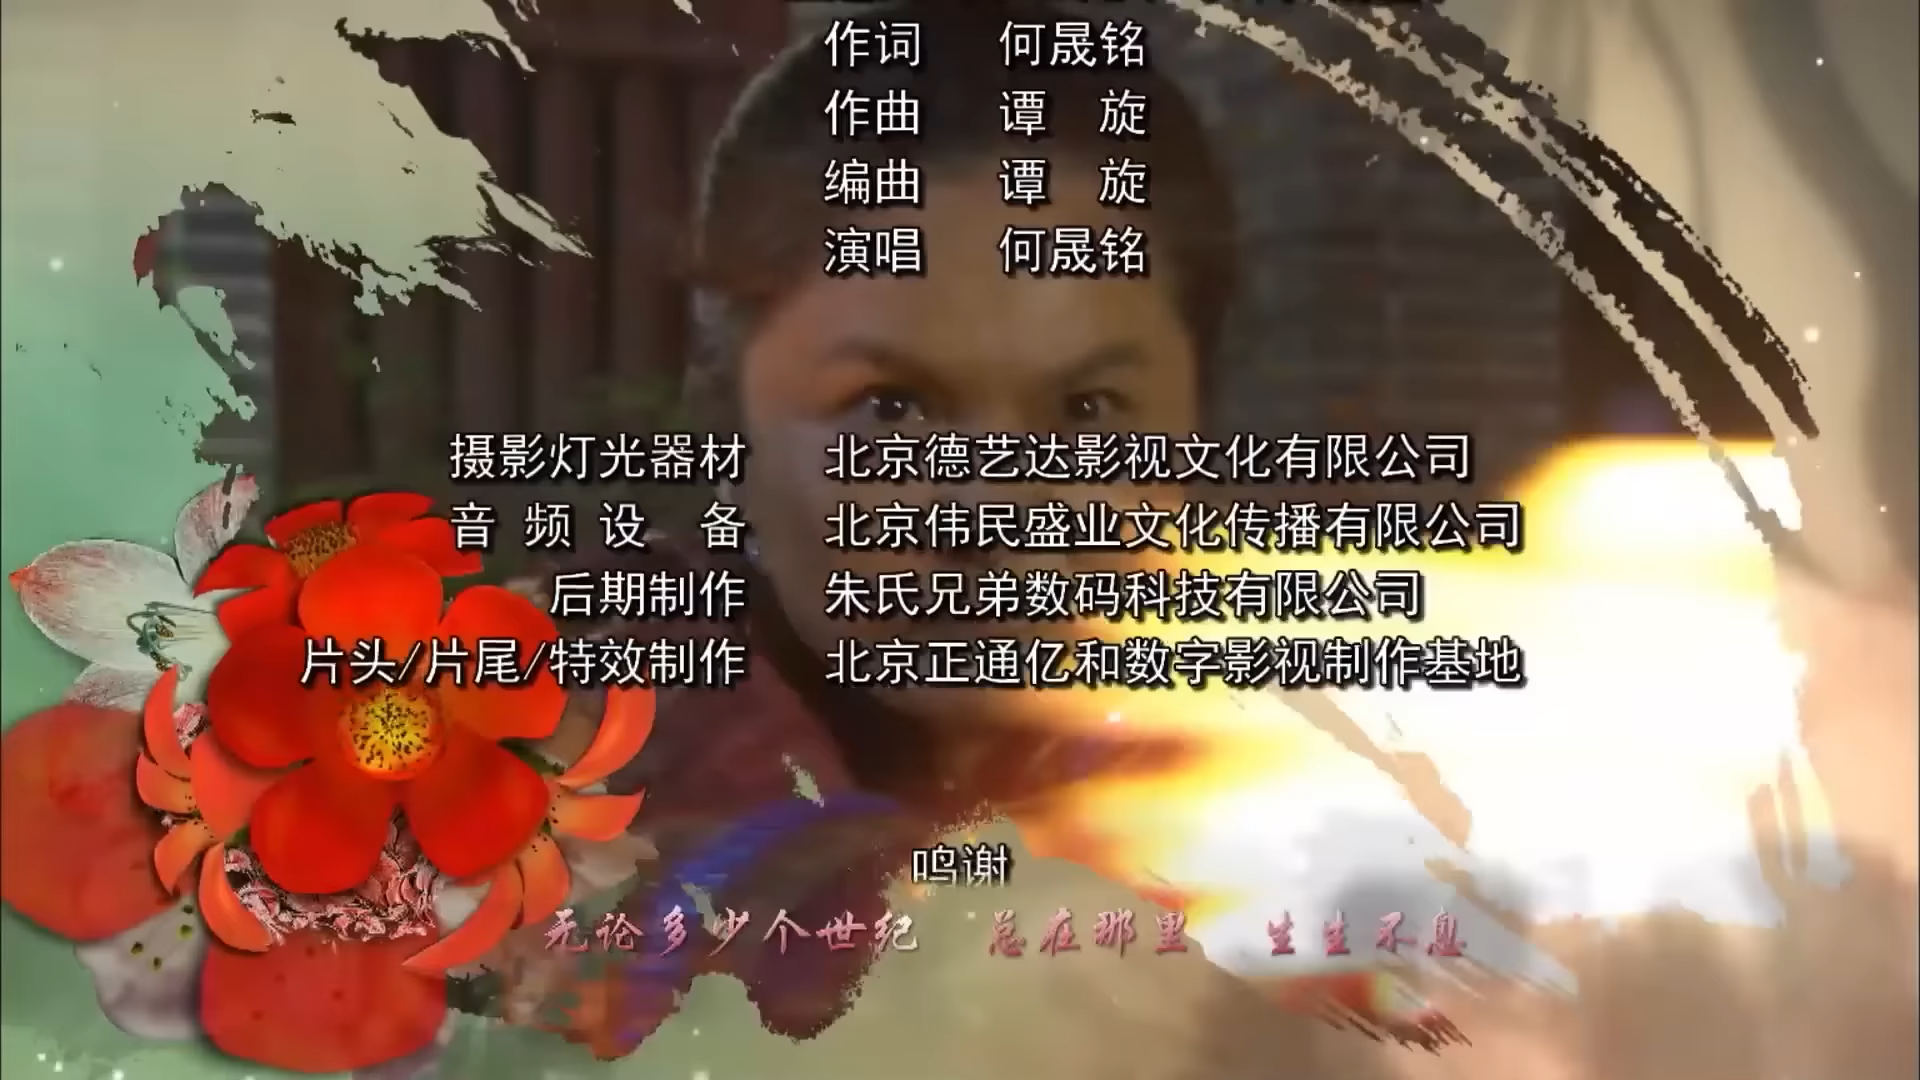 作词 何晟铭
作曲 谭 旋
编曲 谭 旋
演唱 何晟铭
摄影灯光器材 北京德艺达影视文化有限公司
音频设备 北京伟民盛业文化传播有限公司
后期制作 朱氏兄弟数码科技有限公司
片头/片尾/特效制作 北京正通亿和数字影视制作基地
鸣谢
无论多少个世纪 总在那里 生生不息